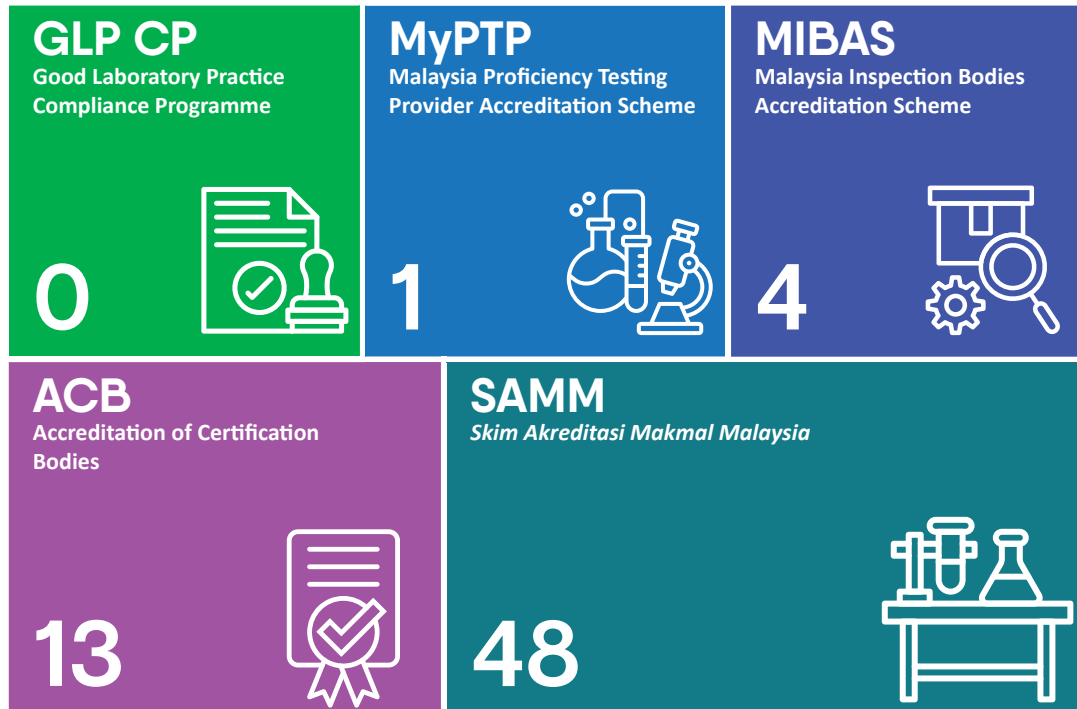 GLP CP
Good Laboratory Practice
Compliance Programme
0
MyPTP
Malaysia Proficiency Testing
Provider Accreditation Scheme
1
MIBAS
Malaysia Inspection Bodies
Accreditation Scheme
4
ACB
Accreditation of Certification
Bodies
13
SAMM
Skim Akreditasi Makmal Malaysia
48